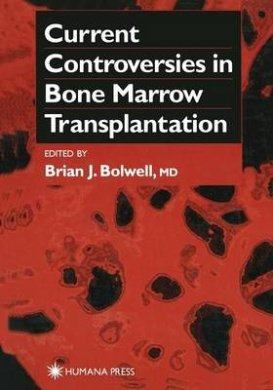 Current
Controversies in
Bone Marrow
Transplantation
EDITED BY
Brian J. Bolwell, MD
HUMANA PRESS